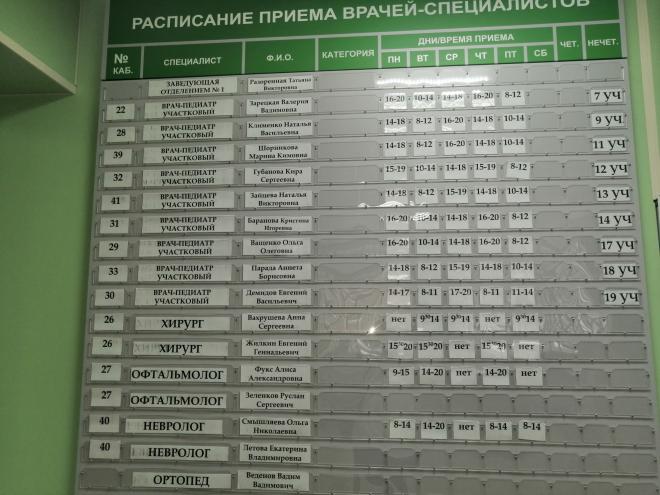 РАСПИСАНИЕ ПРИЕМА ВРАЧЕЙ-СПЕЦИАЛИСТОВ
№ КАБ. СПЕЦИАЛИСТ Ф.И.О. КАТЕГОРИЯ ДНИ/ВРЕМЯ ПРИЕМА ЧЕТ. НЕЧЕТ.
ПН ВТ СР ЧТ ПТ СБ
ЗАВЕДУЮЩАЯ Разоренная Татьяна
ОТДЕЛЕНИЕМ №1 Викторовна
22 ВРАЧ-ПЕДИАТР УЧАСТКОВЫЙ Зарецкая Валерия Вадимовна 16-20 10-14 14-18 16-20 8-12 7 УЧ
28 ВРАЧ-ПЕДИАТР УЧАСТКОВЫЙ Клименко Наталья Васильевна 14-18 8-12 16-20 14-18 10-14 9 УЧ
39 ВРАЧ-ПЕДИАТР УЧАСТКОВЫЙ Шоринкова Марина Кимовна 14-18 8-12 16-20 14-18 10-14 11 УЧ
32 ВРАЧ-ПЕДИАТР УЧАСТКОВЫЙ Губанова Кира Сергеевна 15-19 10-14 14-18 15-19 8-12 12 УЧ
41 ВРАЧ-ПЕДИАТР УЧАСТКОВЫЙ Зайцева Наталья Викторовна 14-18 8-12 15-19 14-18 10-14 13 УЧ
31 ВРАЧ-ПЕДИАТР УЧАСТКОВЫЙ Баранова Кристина Игоревна 16-20 10-14 14-18 16-20 8-12 14 УЧ
29 ВРАЧ-ПЕДИАТР УЧАСТКОВЫЙ Ващенко Ольга Олеговна 16-20 10-14 14-18 16-20 8-12 17 УЧ
33 ВРАЧ-ПЕДИАТР УЧАСТКОВЫЙ Парада Аннета Борисовна 14-18 8-12 15-19 14-18 10-14 18 УЧ
30 ВРАЧ-ПЕДИАТР УЧАСТКОВЫЙ Демидов Евгений Васильевич 14-17 8-11 17-20 8-11 11-14 19 УЧ
26 ХИРУРГ Вахрушева Анна Сергеевна нет 9³⁰14 9³⁰14 нет 9³⁰14
26 ХИРУРГ Жилкин Евгений Геннадьевич 15³⁰20 15³⁰20 нет 15³⁰20 нет
27 ОФТАЛЬМОЛОГ Фукс Алиса Александровна 9-15 14-20 нет 14-20 нет
27 ОФТАЛЬМОЛОГ Зеленков Руслан Сергеевич
40 НЕВРОЛОГ Смышляева Ольга Николаевна 8-14 14-20 нет 8-14 8-14
40 НЕВРОЛОГ Летова Екатерина Владимировна
ОРТОПЕД Веденов Вадим Вадимович